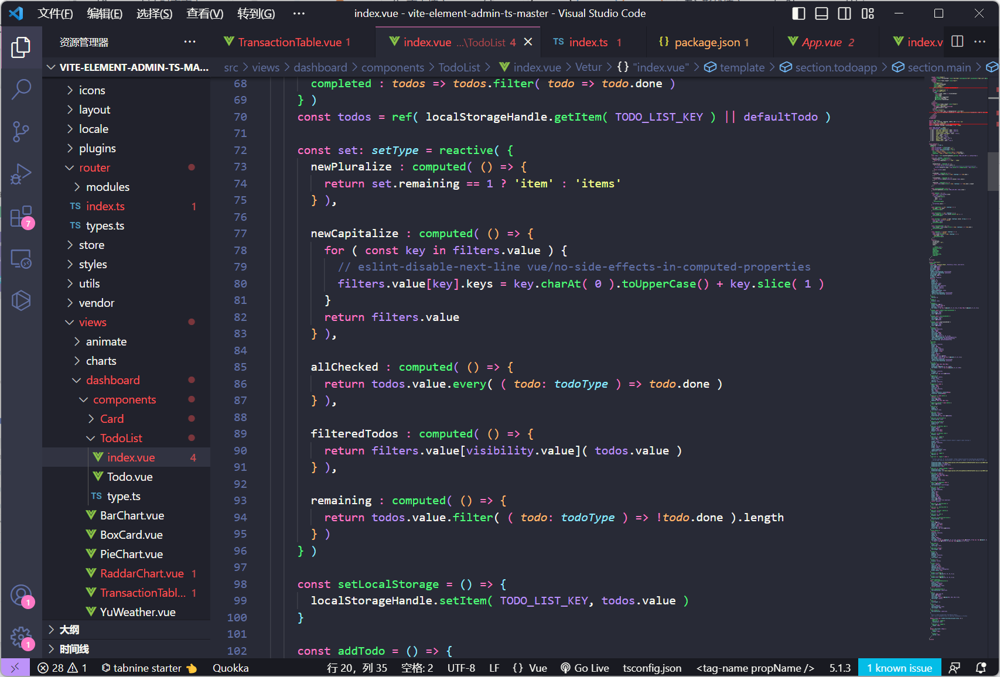 文件(F) 编辑(E) 选择(S) 查看(V) 转到(G) ··· index.vue - vite-element-admin-ts-master - Visual Studio Code
资源管理器 ···
TransactionTable.vue 1 index.vue ...\TodoList 4 TS index.ts 1 {} package.json 1 App.vue 2 index.v ···
VITE-ELEMENT-ADMIN-TS-MA...
src > views > dashboard > components > TodoList > index.vue > Vetur > {} "index.vue" > template > section.todoapp > section.main >
icons
layout
locale
plugins
router
modules
TS index.ts 1
TS types.ts
store
styles
utils
vendor
views
animate
charts
dashboard
components
Card
TodoList
index.vue 4
Todo.vue
TS type.ts
BarChart.vue
BoxCard.vue
PieChart.vue
RaddarChart.vue 1
TransactionTabl... 1
YuWeather.vue
大纲
时间线
7
1
1
68 completed : todos => todos.filter( todo => todo.done )
69 } )
70 const todos = ref( localStorageHandle.getItem( TODO_LIST_KEY ) || defaultTodo )
71
72 const set: setType = reactive( {
73 newPluralize : computed( () => {
74 return set.remaining == 1 ? 'item' : 'items'
75 } ),
76
77 newCapitalize : computed( () => {
78 for ( const key in filters.value ) {
79 // eslint-disable-next-line vue/no-side-effects-in-computed-properties
80 filters.value[key].keys = key.charAt( 0 ).toUpperCase() + key.slice( 1 )
81 }
82 return filters.value
83 } ),
84
85 allChecked : computed( () => {
86 return todos.value.every( ( todo: todoType ) => todo.done )
87 } ),
88
89 filteredTodos : computed( () => {
90 return filters.value[visibility.value]( todos.value )
91 } ),
92
93 remaining : computed( () => {
94 return todos.value.filter( ( todo: todoType ) => !todo.done ).length
95 } )
96 } )
97
98 const setLocalStorage = () => {
99 localStorageHandle.setItem( TODO_LIST_KEY, todos.value )
100 }
101
102 const addTodo = () => {
28 1 tabnine starter 👈 Quokka 行 20，列 35 空格: 2 UTF-8 LF {} Vue Go Live tsconfig.json <tag-name propName /> 5.1.3 1 known issue